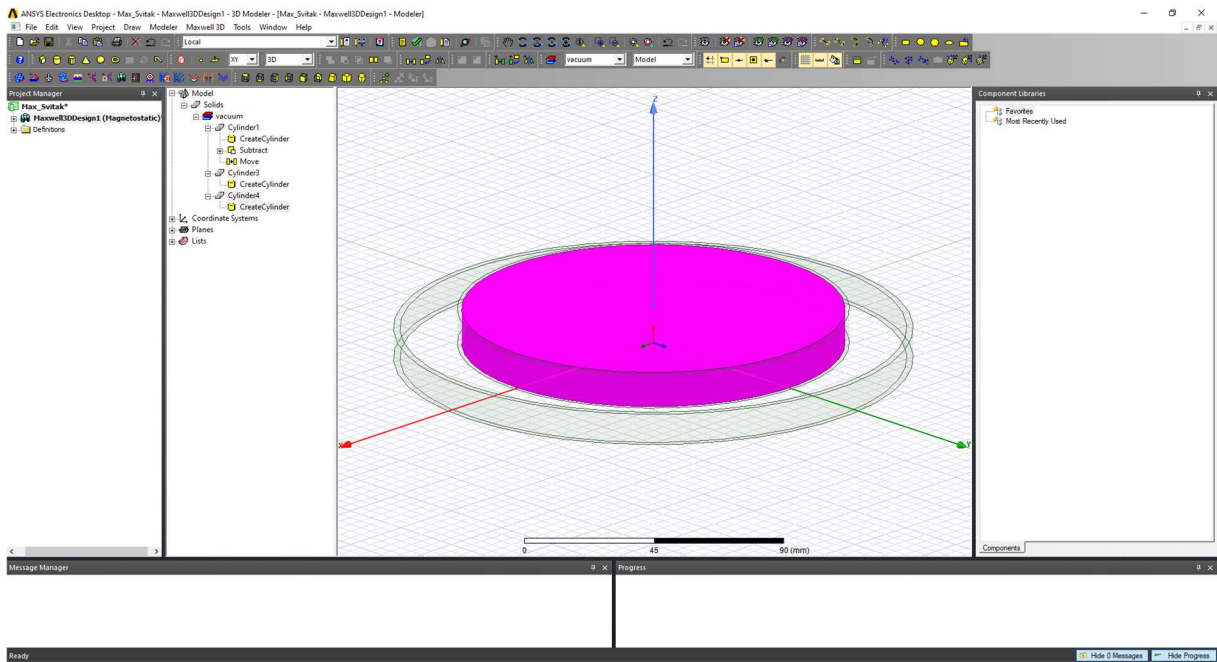 ANSYS Electronics Desktop - Max_Svitak - Maxwell3DDesign1 - 3D Modeler - [Max_Svitak - Maxwell3DDesign1 - Modeler]
File Edit View Project Draw Modeler Maxwell 3D Tools Window Help
Local
XY 3D vacuum Model
Project Manager
Max_Svitak*
Maxwell3DDesign1 (Magnetostatic)
Definitions
Model
Solids
vacuum
Cylinder1
CreateCylinder
Subtract
Move
Cylinder3
CreateCylinder
Cylinder4
CreateCylinder
Coordinate Systems
Planes
Lists
Z
X
Y
0 45 90 (mm)
Component Libraries
Favorites
Most Recently Used
Components
Message Manager
Progress
Ready
Hide 0 Messages Hide Progress